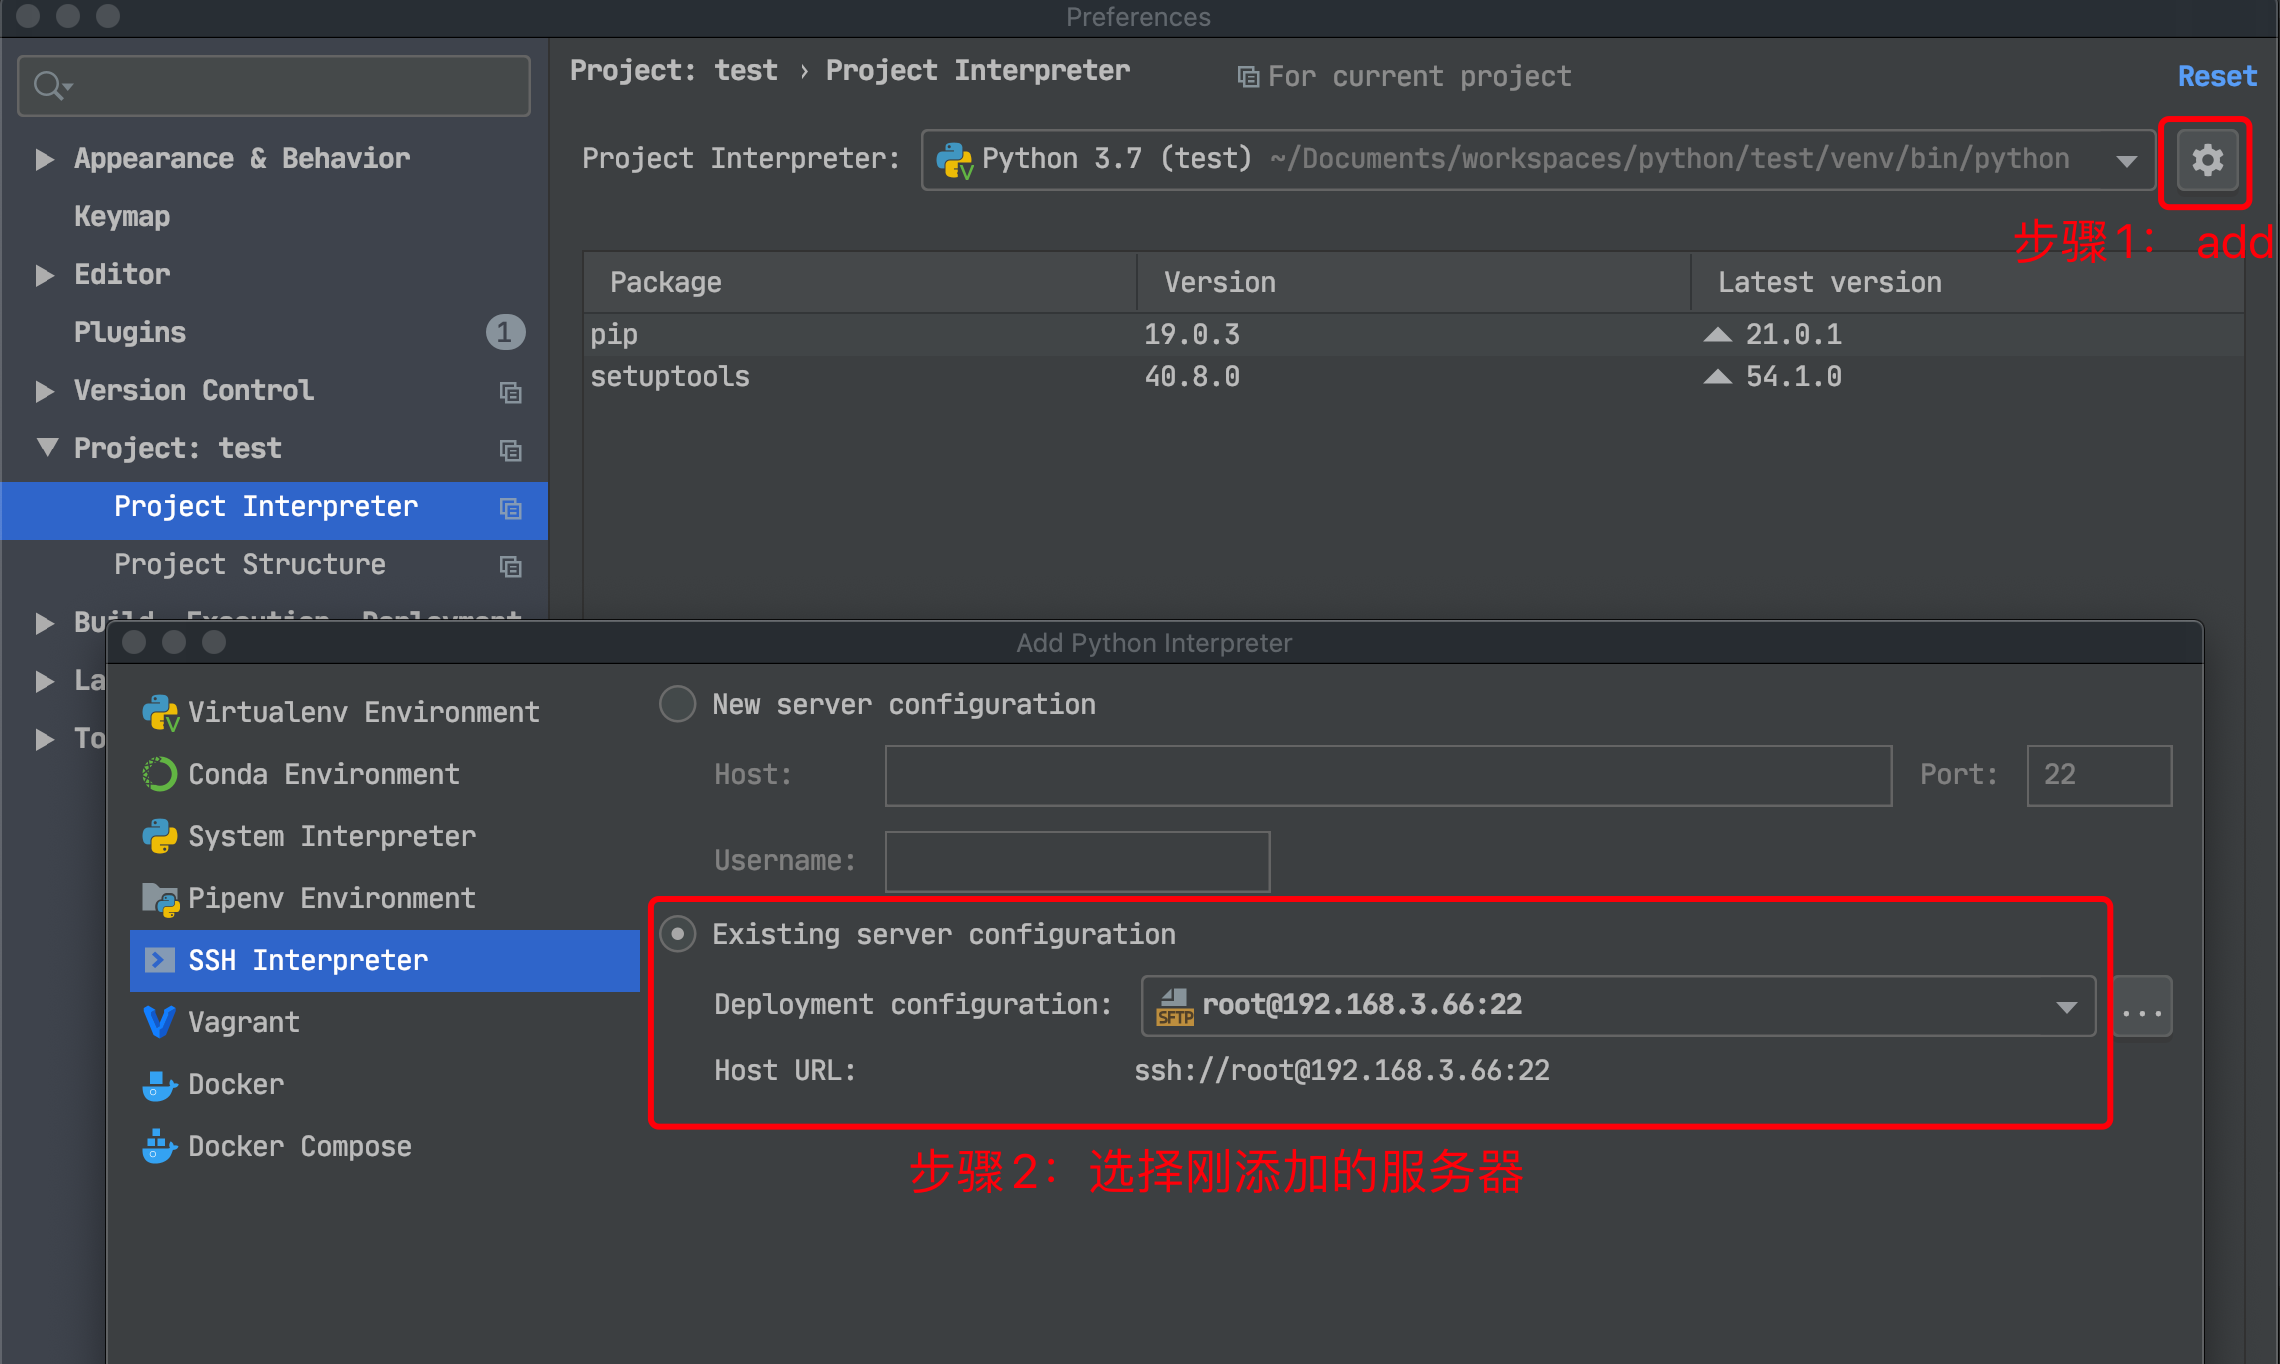 Preferences
Project: test › Project Interpreter
For current project
Reset
Appearance & Behavior
Keymap
Editor
Plugins
1
Version Control
Project: test
Project Interpreter
Project Structure
Build, Execution, Deployment
La
To
Project Interpreter:
Python 3.7 (test) ~/Documents/workspaces/python/test/venv/bin/python
步骤1： add
Package Version Latest version
pip 19.0.3 21.0.1
setuptools 40.8.0 54.1.0
Add Python Interpreter
Virtualenv Environment
Conda Environment
System Interpreter
Pipenv Environment
SSH Interpreter
Vagrant
Docker
Docker Compose
New server configuration
Host:
Port: 22
Username:
Existing server configuration
Deployment configuration:
SFTP
root@192.168.3.66:22
...
Host URL: ssh://root@192.168.3.66:22
步骤2：选择刚添加的服务器